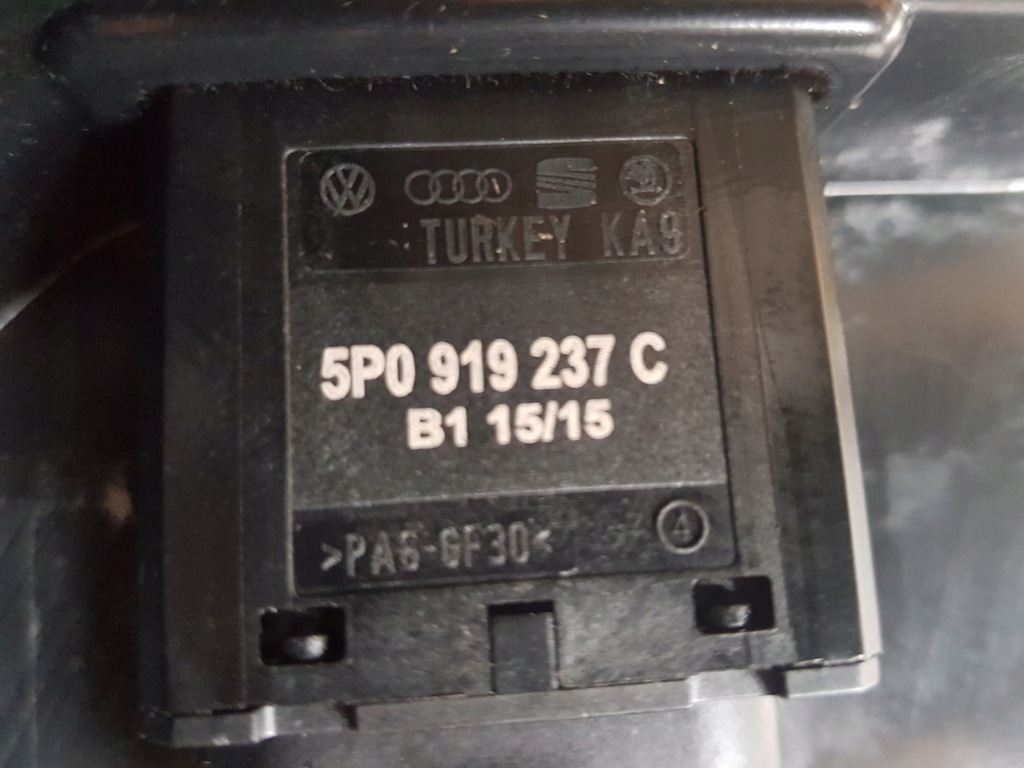 TURKEY KA9
5P0 919 237 C
B1 15/15
>PA6-GF30<
4